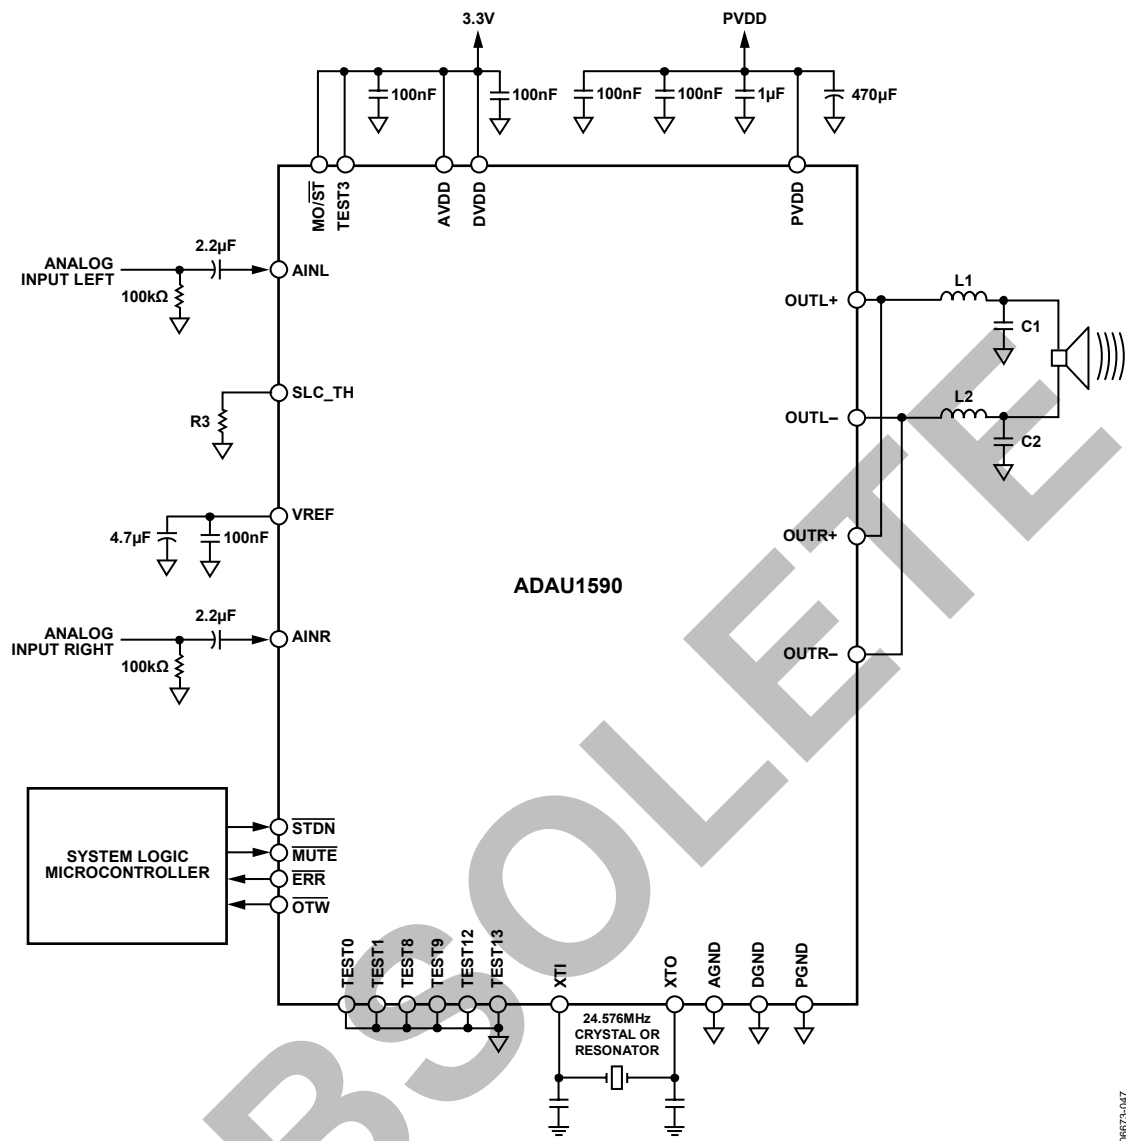 3.3V
PVDD
100nF
100nF
100nF
100nF
1µF
470µF
MO/ST
TEST3
AVDD
DVDD
PVDD
ANALOG
INPUT LEFT
2.2µF
100kΩ
AINL
OUTL+
L1
C1
SLC_TH
R3
OUTL–
L2
C2
VREF
4.7µF
100nF
OUTR+
ADAU1590
ANALOG
INPUT RIGHT
2.2µF
100kΩ
AINR
OUTR–
SYSTEM LOGIC
MICROCONTROLLER
STDN
MUTE
ERR
OTW
TEST0
TEST1
TEST8
TEST9
TEST12
TEST13
XTI
XTO
AGND
DGND
PGND
24.576MHz
CRYSTAL OR
RESONATOR
06673-047
BSOLETE